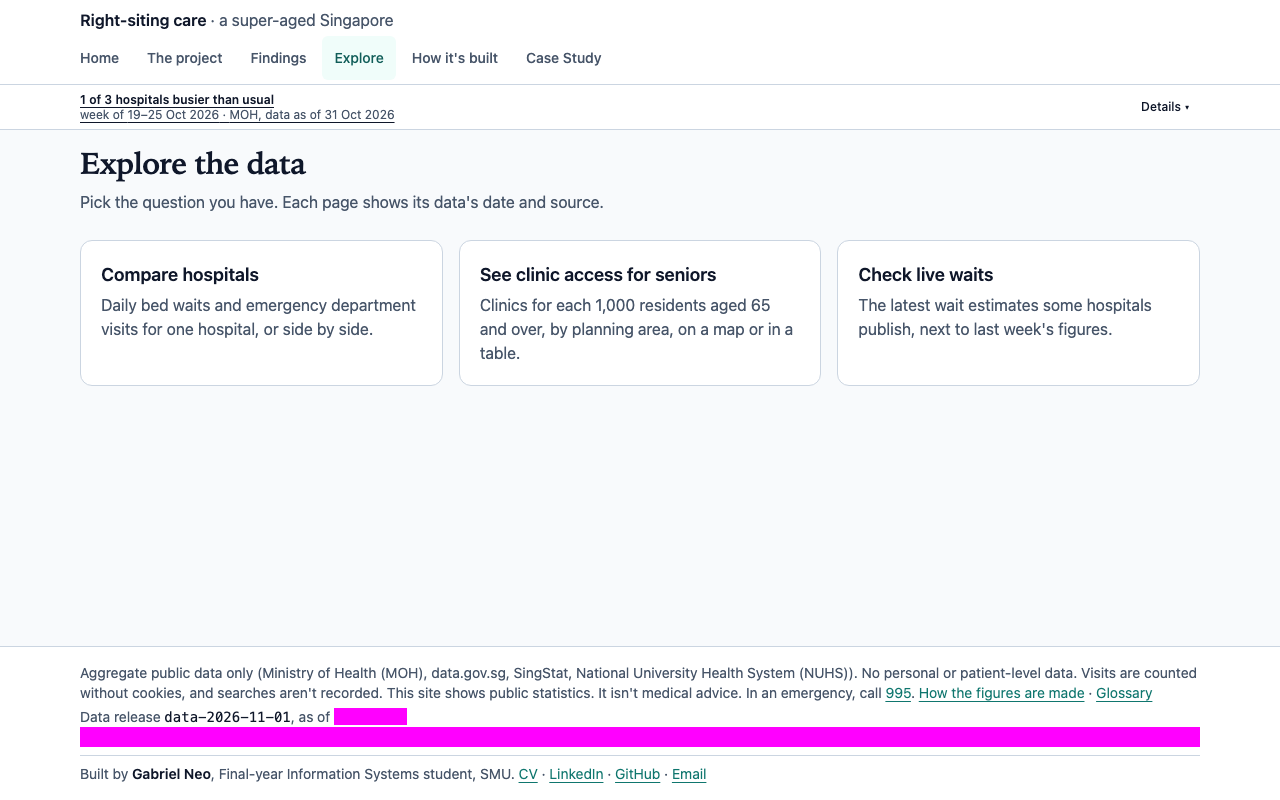 Right-siting care · a super-aged Singapore
Home The project Findings Explore How it's built Case Study
1 of 3 hospitals busier than usual
week of 19–25 Oct 2026 · MOH, data as of 31 Oct 2026
Details ▾
Explore the data
Pick the question you have. Each page shows its data's date and source.
Compare hospitals
Daily bed waits and emergency department
visits for one hospital, or side by side.
See clinic access for seniors
Clinics for each 1,000 residents aged 65
and over, by planning area, on a map or in a
table.
Check live waits
The latest wait estimates some hospitals
publish, next to last week's figures.
Aggregate public data only (Ministry of Health (MOH), data.gov.sg, SingStat, National University Health System (NUHS)). No personal or patient-level data. Visits are counted
without cookies, and searches aren't recorded. This site shows public statistics. It isn't medical advice. In an emergency, call 995. How the figures are made · Glossary
Data release data-2026-11-01, as of
Built by Gabriel Neo, Final-year Information Systems student, SMU. CV · LinkedIn · GitHub · Email